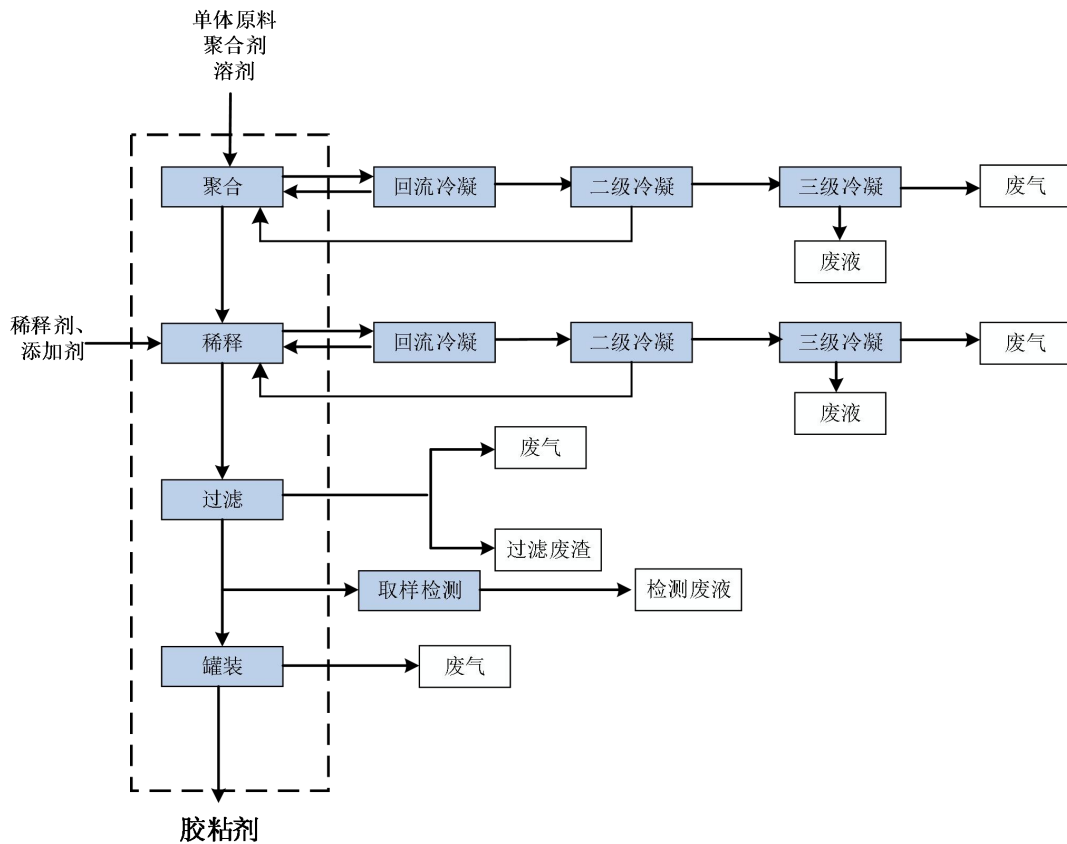 单体原料
聚合剂
溶剂
聚合
回流冷凝
二级冷凝
三级冷凝
废气
废液
稀释剂、
添加剂
稀释
回流冷凝
二级冷凝
三级冷凝
废气
废液
废气
过滤
过滤废渣
取样检测
检测废液
罐装
废气
胶粘剂